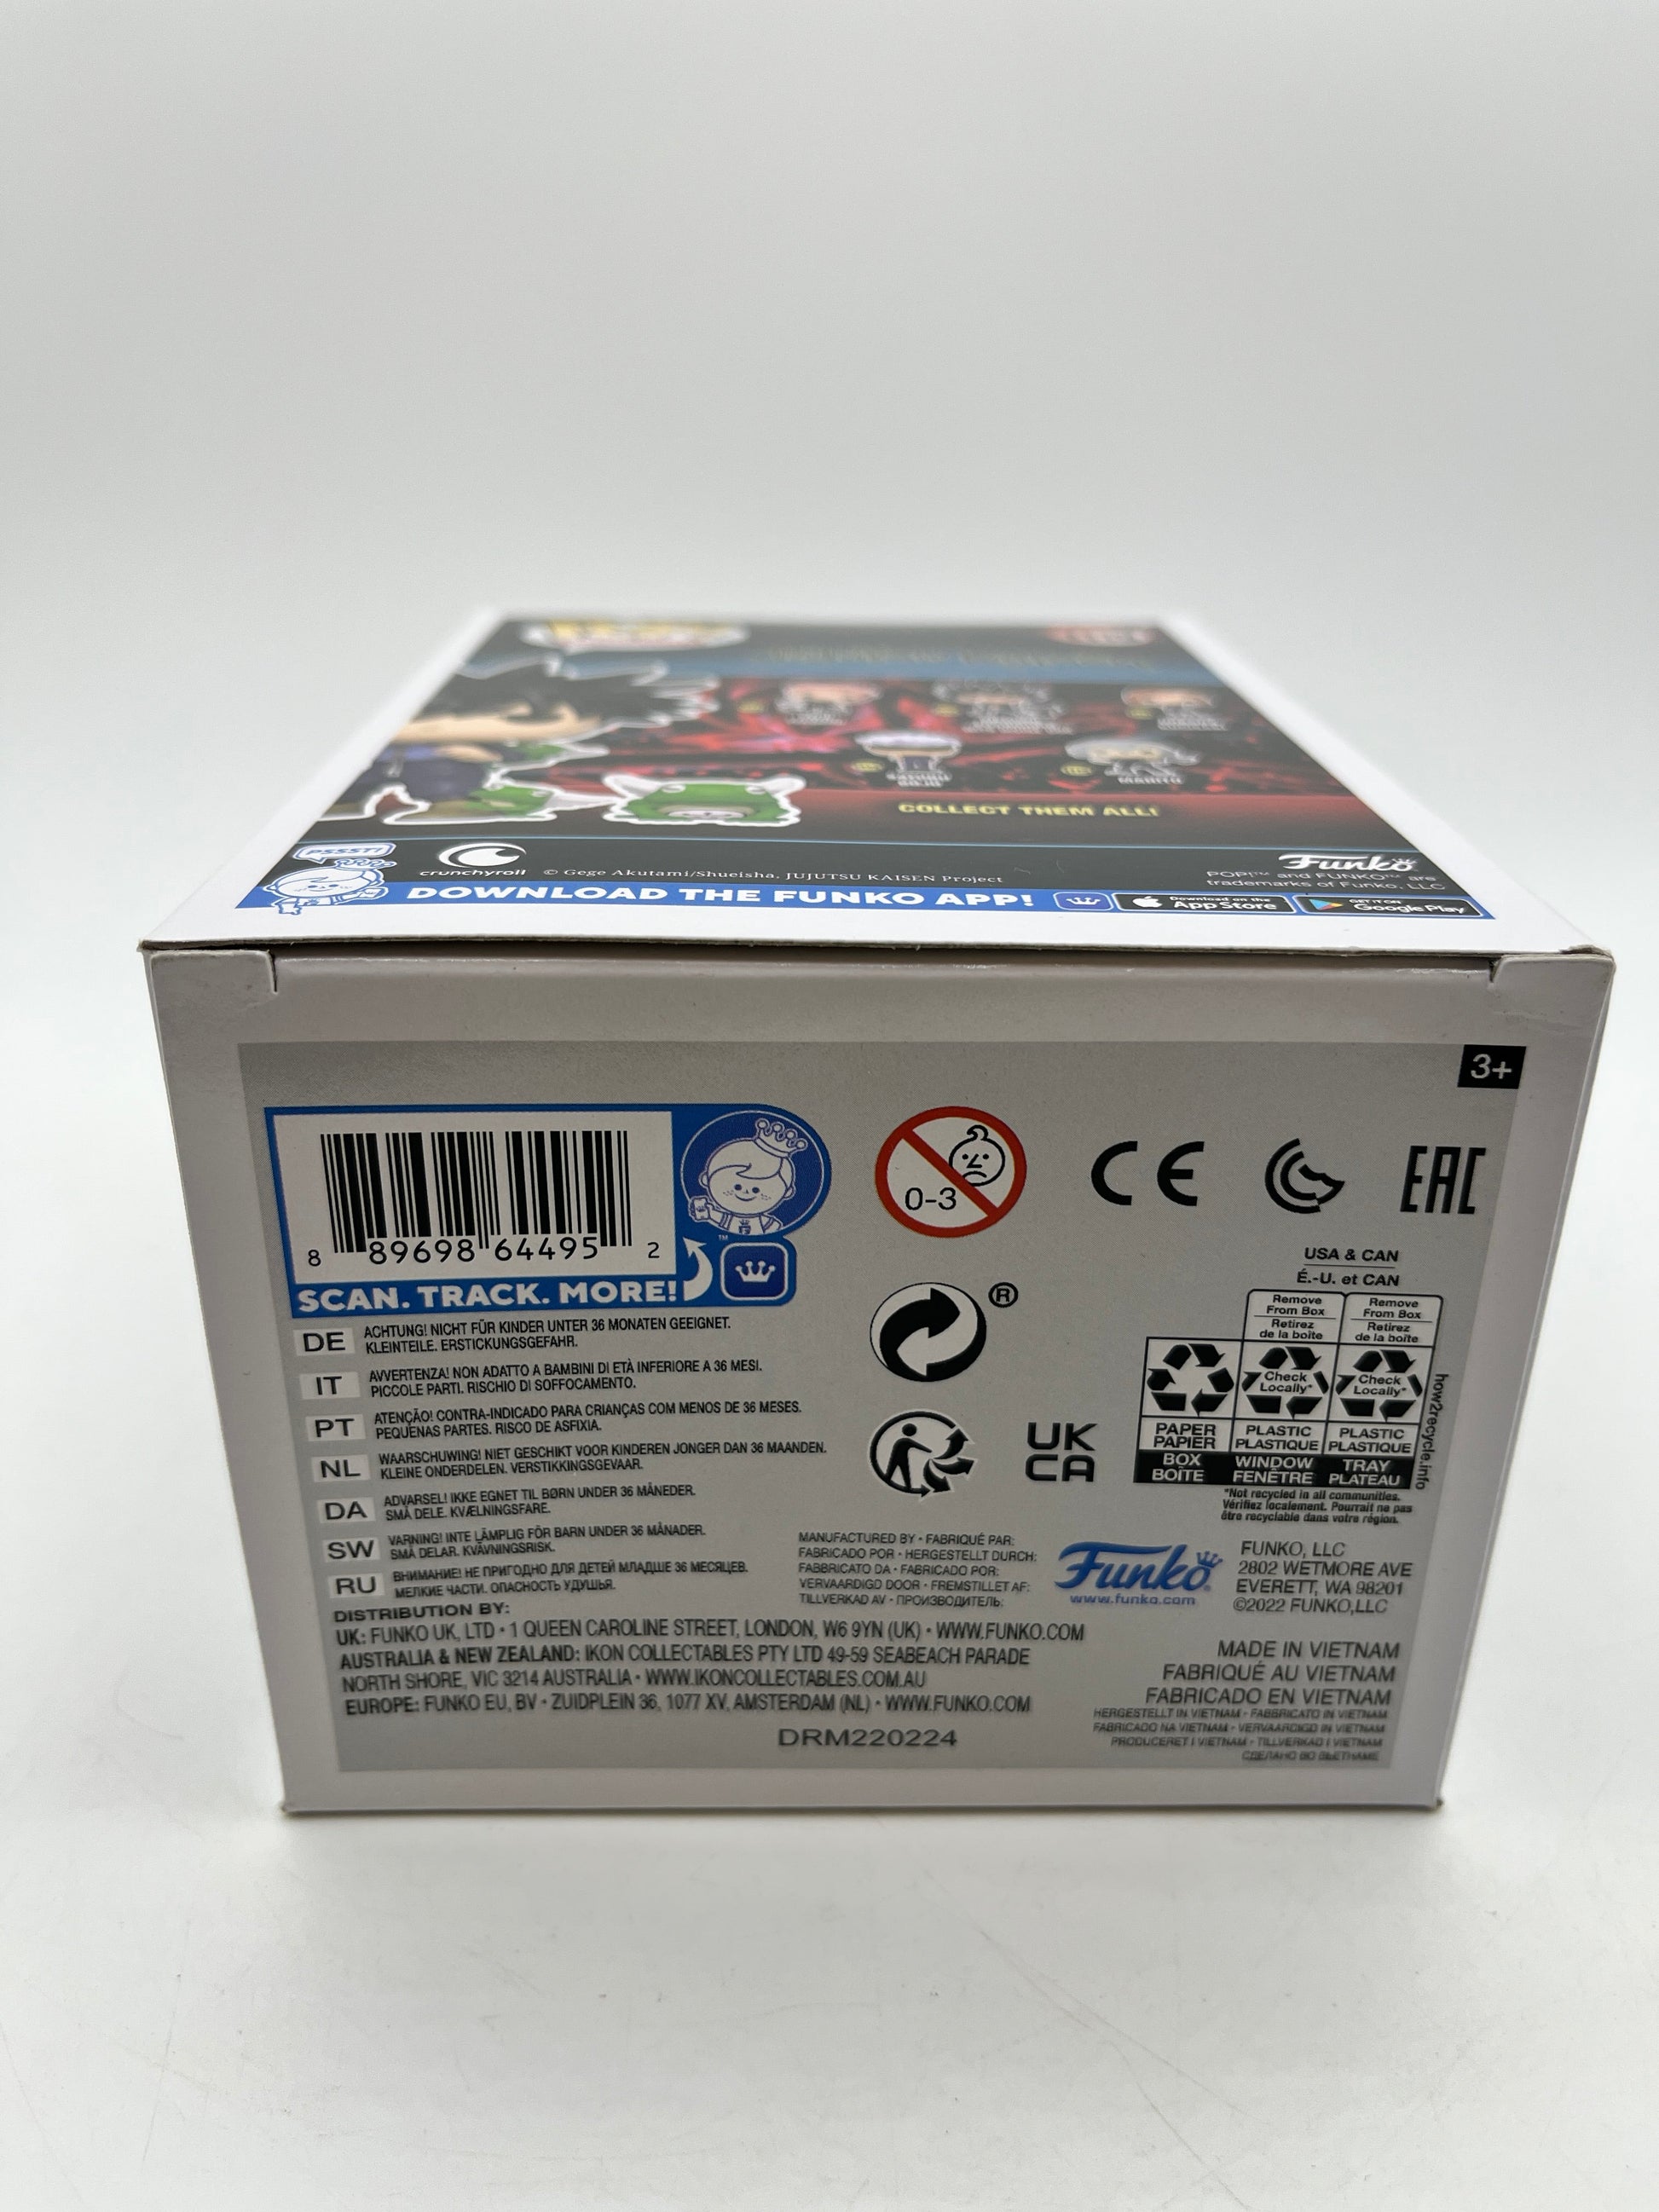 SATORU
GOJO
MAHITO
COLLECT THEM ALL!
PSSST!
crunchyroll
© Gege Akutami/Shueisha, JUJUTSU KAISEN Project
Funko
POP!™ and FUNKO™ are
trademarks of Funko, LLC
DOWNLOAD THE FUNKO APP!
Download on the
App Store
GET IT ON
Google Play
3+
8 89698 64495 2
SCAN. TRACK. MORE!
™
0-3
CE
EAC
®
UK
CA
USA & CAN
É.-U. et CAN
Remove
From Box
Retirez
de la boîte
Remove
From Box
Retirez
de la boîte
Check
Locally*
Check
Locally*
PAPER
PAPIER
PLASTIC
PLASTIQUE
PLASTIC
PLASTIQUE
BOX
BOÎTE
WINDOW
FENÊTRE
TRAY
PLATEAU
how2recycle.info
*Not recycled in all communities.
Vérifiez localement. Pourrait ne pas
être recyclable dans votre région.
DE ACHTUNG! NICHT FÜR KINDER UNTER 36 MONATEN GEEIGNET.
KLEINTEILE. ERSTICKUNGSGEFAHR.
IT AVVERTENZA! NON ADATTO A BAMBINI DI ETÀ INFERIORE A 36 MESI.
PICCOLE PARTI. RISCHIO DI SOFFOCAMENTO.
PT ATENÇÃO! CONTRA-INDICADO PARA CRIANÇAS COM MENOS DE 36 MESES.
PEQUENAS PARTES. RISCO DE ASFIXIA.
NL WAARSCHUWING! NIET GESCHIKT VOOR KINDEREN JONGER DAN 36 MAANDEN.
KLEINE ONDERDELEN. VERSTIKKINGSGEVAAR.
DA ADVARSEL! IKKE EGNET TIL BØRN UNDER 36 MÅNEDER.
SMÅ DELE. KVÆLNINGSFARE.
SW VARNING! INTE LÄMPLIG FÖR BARN UNDER 36 MÅNADER.
SMÅ DELAR. KVÄVNINGSRISK.
RU ВНИМАНИЕ! НЕ ПРИГОДНО ДЛЯ ДЕТЕЙ МЛАДШЕ 36 МЕСЯЦЕВ.
МЕЛКИЕ ЧАСТИ. ОПАСНОСТЬ УДУШЬЯ.
MANUFACTURED BY • FABRIQUÉ PAR:
FABRICADO POR • HERGESTELLT DURCH:
FABBRICATO DA • FABRICADO POR:
VERVAARDIGD DOOR • FREMSTILLET AF:
TILLVERKAD AV • ПРОИЗВОДИТЕЛЬ:
Funko®
www.funko.com
FUNKO, LLC
2802 WETMORE AVE
EVERETT, WA 98201
©2022 FUNKO,LLC
DISTRIBUTION BY:
UK: FUNKO UK, LTD • 1 QUEEN CAROLINE STREET, LONDON, W6 9YN (UK) • WWW.FUNKO.COM
AUSTRALIA & NEW ZEALAND: IKON COLLECTABLES PTY LTD 49-59 SEABEACH PARADE
NORTH SHORE, VIC 3214 AUSTRALIA • WWW.IKONCOLLECTABLES.COM.AU
EUROPE: FUNKO EU, BV • ZUIDPLEIN 36, 1077 XV, AMSTERDAM (NL) • WWW.FUNKO.COM
DRM220224
MADE IN VIETNAM
FABRIQUÉ AU VIETNAM
FABRICADO EN VIETNAM
HERGESTELLT IN VIETNAM • FABBRICATO IN VIETNAM
FABRICADO NA VIETNAM • VERVAARDIGD IN VIETNAM
PRODUCERET I VIETNAM • TILLVERKAD I VIETNAM
СДЕЛАНО ВО ВЬЕТНАМЕ